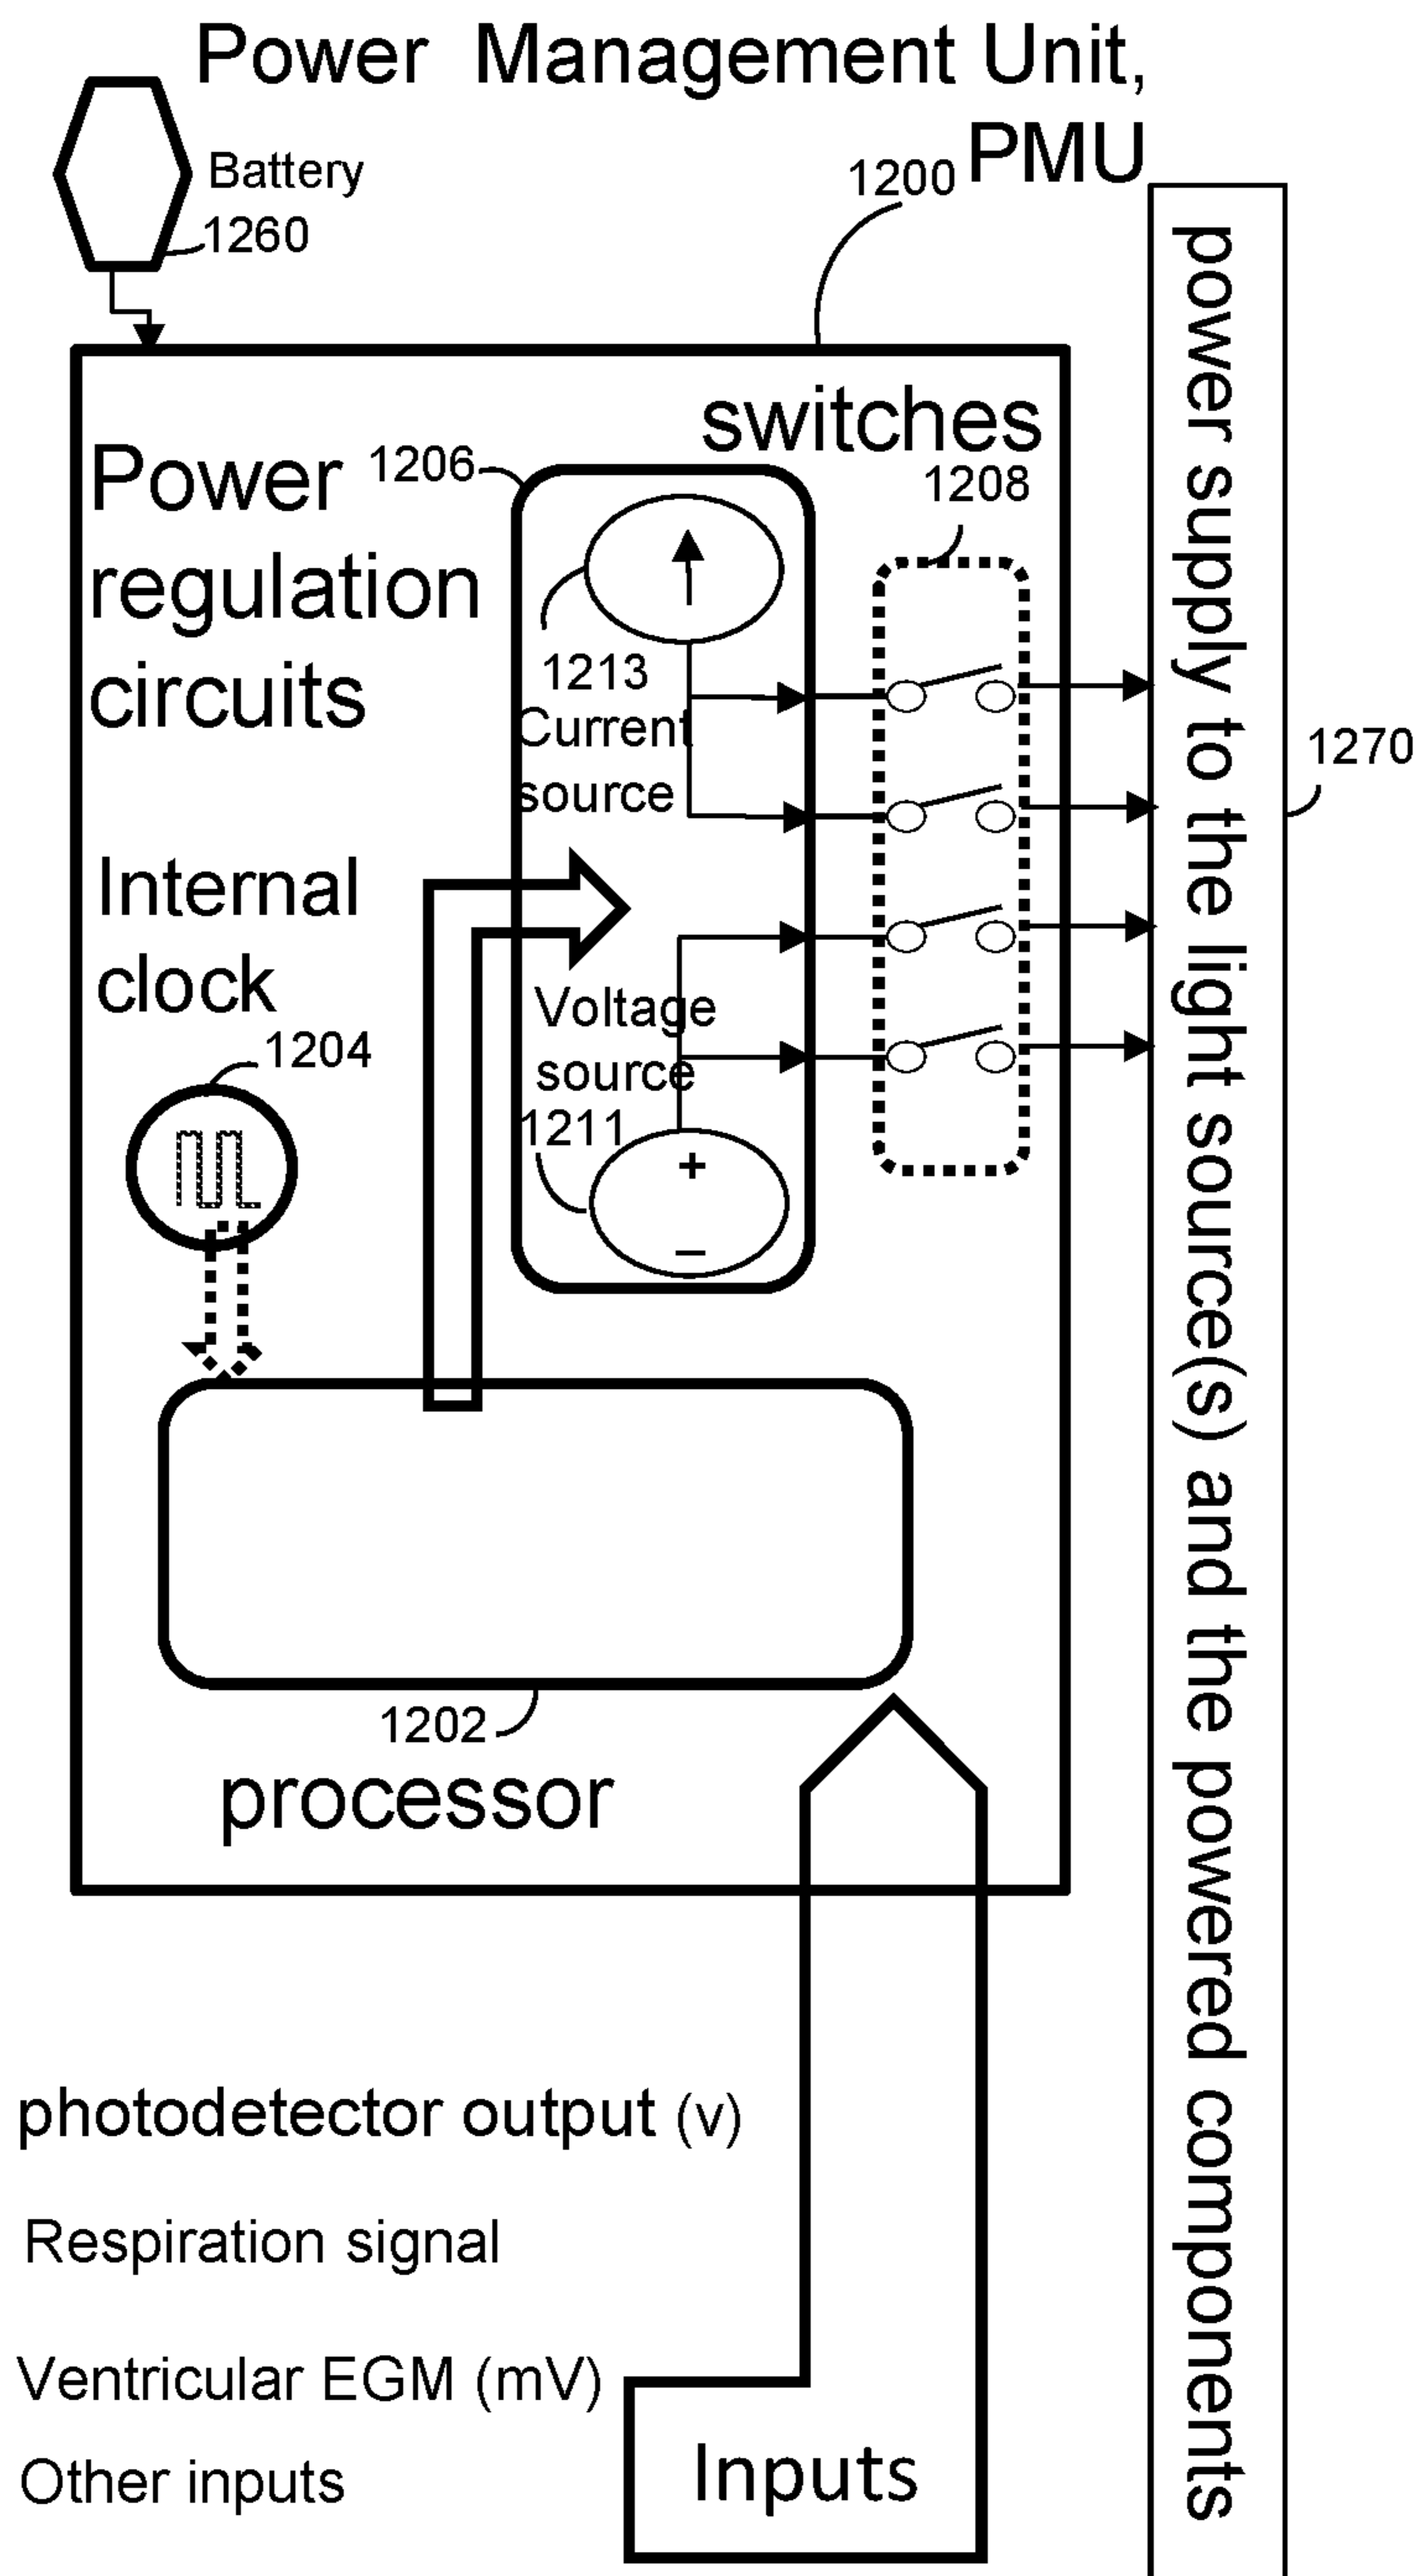 Power Management Unit,
PMU
Battery
1260
1200
switches
1208
Power
regulation
circuits
1206
1213
Current
source
1270
Internal
clock
1204
Voltage
source
1211
+
–
1202
processor
power supply to the light source(s) and the powered components
photodetector output (v)
Respiration signal
Ventricular EGM (mV)
Other inputs
Inputs